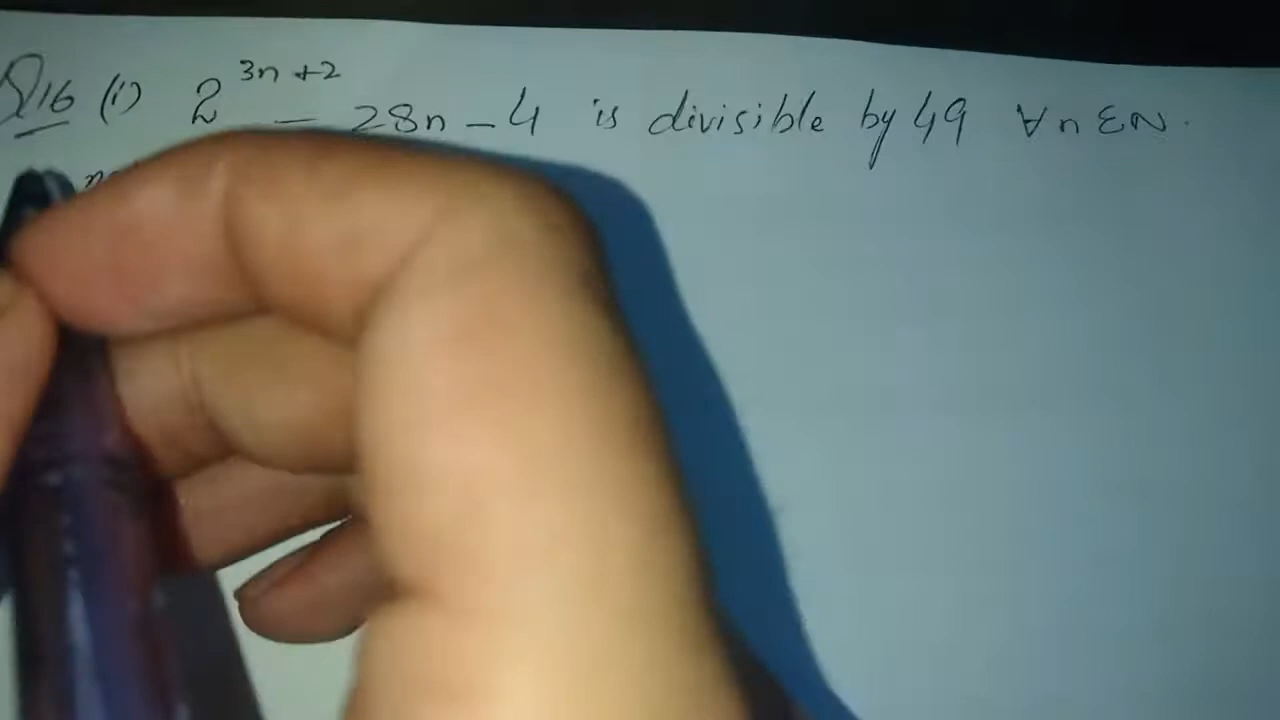 Q16 (i) 2^{3n+2} - 28n - 4 is divisible by 49 ∀ n ∈ N.